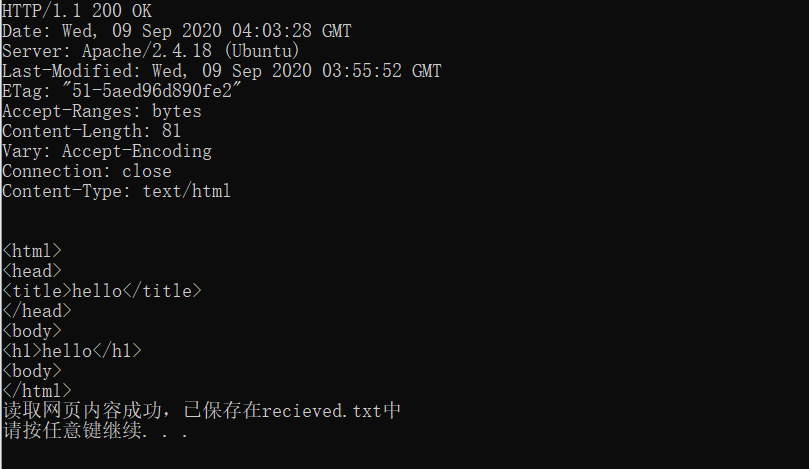 HTTP/1.1 200 OK
Date: Wed, 09 Sep 2020 04:03:28 GMT
Server: Apache/2.4.18 (Ubuntu)
Last-Modified: Wed, 09 Sep 2020 03:55:52 GMT
ETag: "51-5aed96d890fe2"
Accept-Ranges: bytes
Content-Length: 81
Vary: Accept-Encoding
Connection: close
Content-Type: text/html
<html>
<head>
<title>hello</title>
</head>
<body>
<h1>hello</h1>
<body>
</html>
读取网页内容成功，已保存在recieved.txt中
请按任意键继续. . .